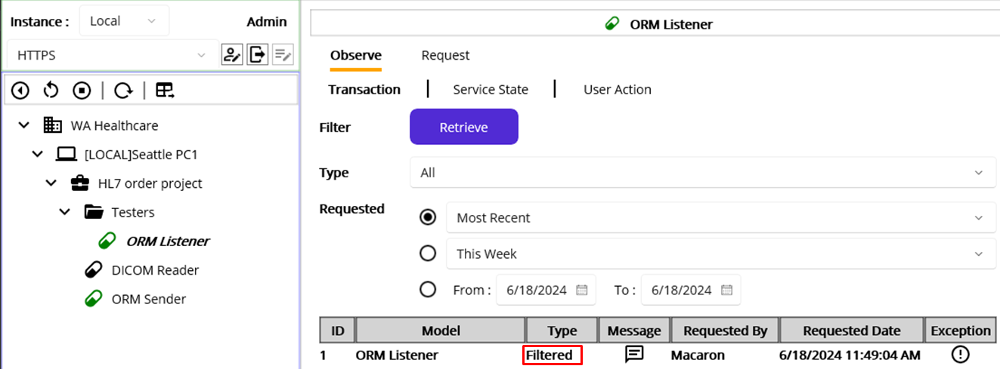 Instance : Local Admin
HTTPS
WA Healthcare
[LOCAL]Seattle PC1
HL7 order project
Testers
ORM Listener
DICOM Reader
ORM Sender
ORM Listener
Observe Request
Transaction Service State User Action
Filter Retrieve
Type All
Requested Most Recent
This Week
From : 6/18/2024 To : 6/18/2024
ID Model Type Message Requested By Requested Date Exception
1 ORM Listener Filtered Macaron 6/18/2024 11:49:04 AM